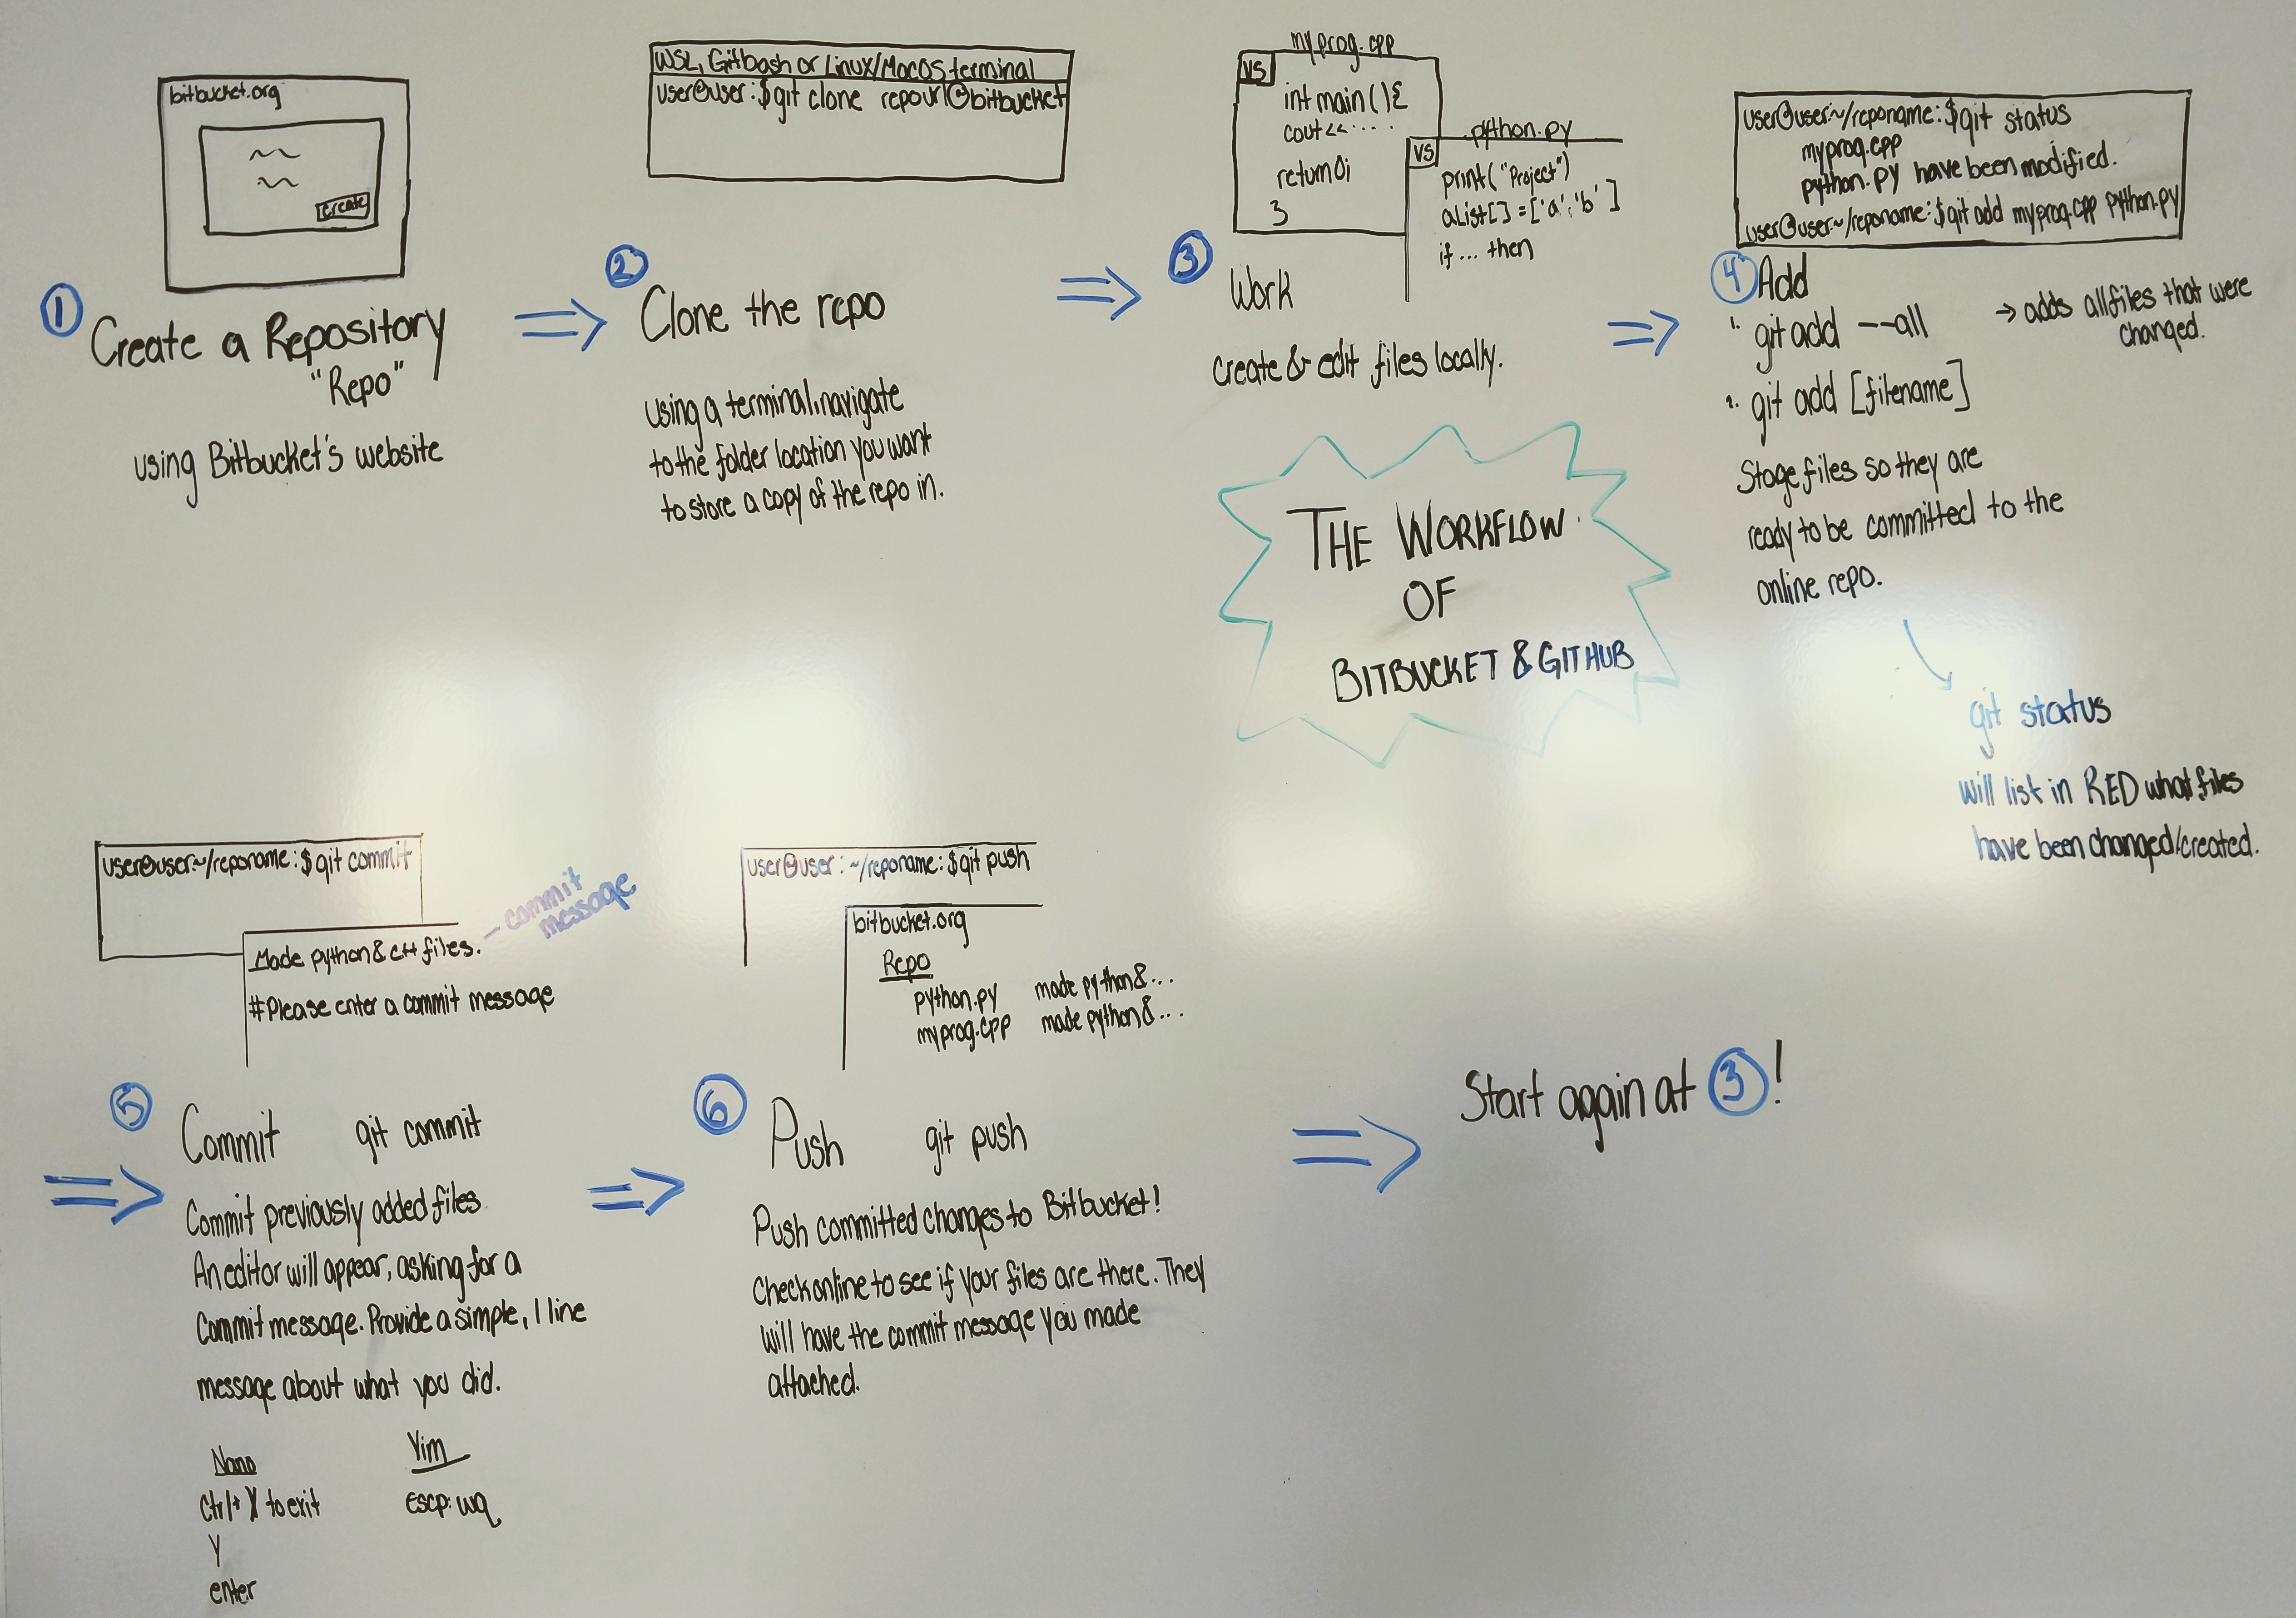 bitbucket.org
create
① Create a Repository
"Repo"
using Bitbucket's website
WSL, Gitbash or Linux/MacOS terminal
user@user:$git clone repourl@bitbucket
② Clone the repo
using a terminal, navigate
to the folder location you want
to store a copy of the repo in.
myprog.cpp
VS
int main(){
cout<<....
return 0;
}
python.py
VS
print("Project")
aList[] = ['a','b']
if ... then
③ Work
create & edit files locally.
THE WORKFLOW
OF
BITBUCKET & GITHUB
user@user:~/reponame:$git status
myprog.cpp
python.py have been modified.
user@user:~/reponame:$git add myprog.cpp python.py
④ Add
1. git add --all → adds all files that were
changed.
2. git add [filename]
Stage files so they are
ready to be committed to the
online repo.
git status
will list in RED what files
have been changed/created.
user@user:~/reponame:$git commit
Made python & c++ files.
— commit
message
#Please enter a commit message
⑤ Commit git commit
Commit previously added files
An editor will appear, asking for a
Commit message. Provide a simple, 1 line
message about what you did.
Nano
Ctrl+X to exit
Y
enter
Vim
Escp:wq
user@user:~/reponame:$git push
bitbucket.org
Repo
python.py made python &...
myprog.cpp made python &...
⑥ Push git push
Push committed changes to Bitbucket!
Check online to see if your files are there. They
will have the commit message you made
attached.
Start again at ③!